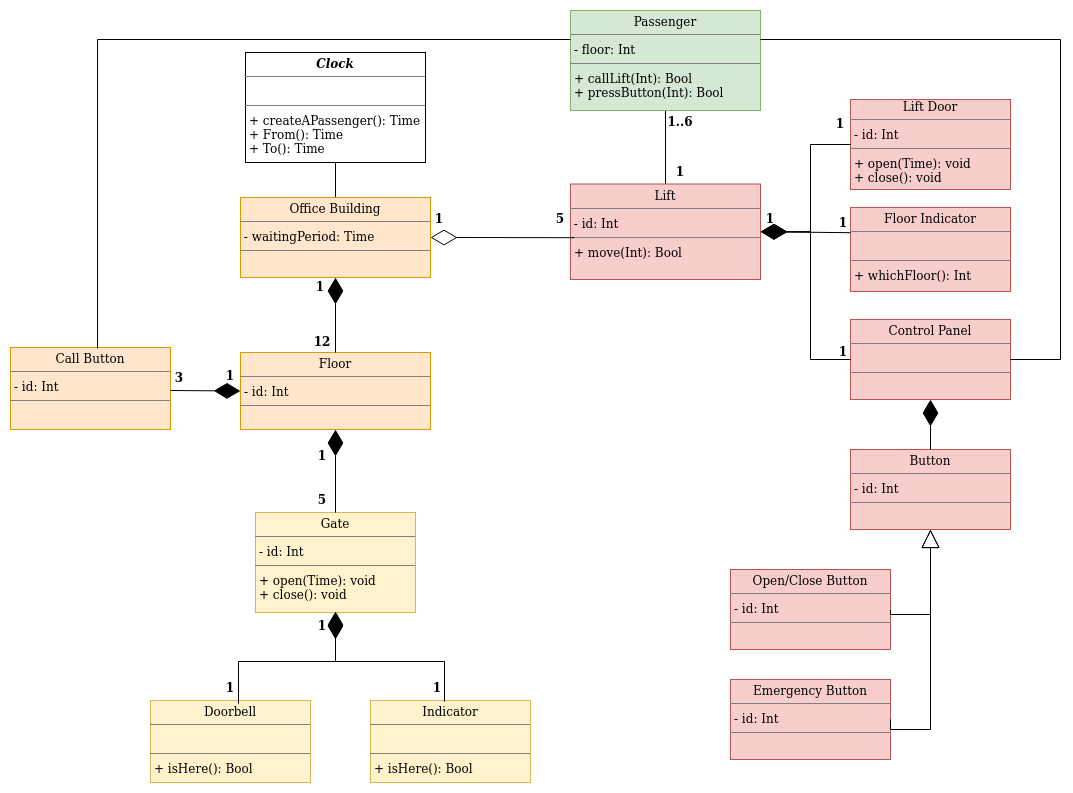 Passenger
- floor: Int
+ callLift(Int): Bool
+ pressButton(Int): Bool
Clock
+ createAPassenger(): Time
+ From(): Time
+ To(): Time
1..6
1
Lift Door
- id: Int
+ open(Time): void
+ close(): void
1
Office Building
- waitingPeriod: Time
1
5
Lift
- id: Int
+ move(Int): Bool
1
1
Floor Indicator
+ whichFloor(): Int
1
12
Control Panel
1
Call Button
- id: Int
3
1
Floor
- id: Int
1
5
Button
- id: Int
Gate
- id: Int
+ open(Time): void
+ close(): void
1
Open/Close Button
- id: Int
1
1
Doorbell
+ isHere(): Bool
Indicator
+ isHere(): Bool
Emergency Button
- id: Int